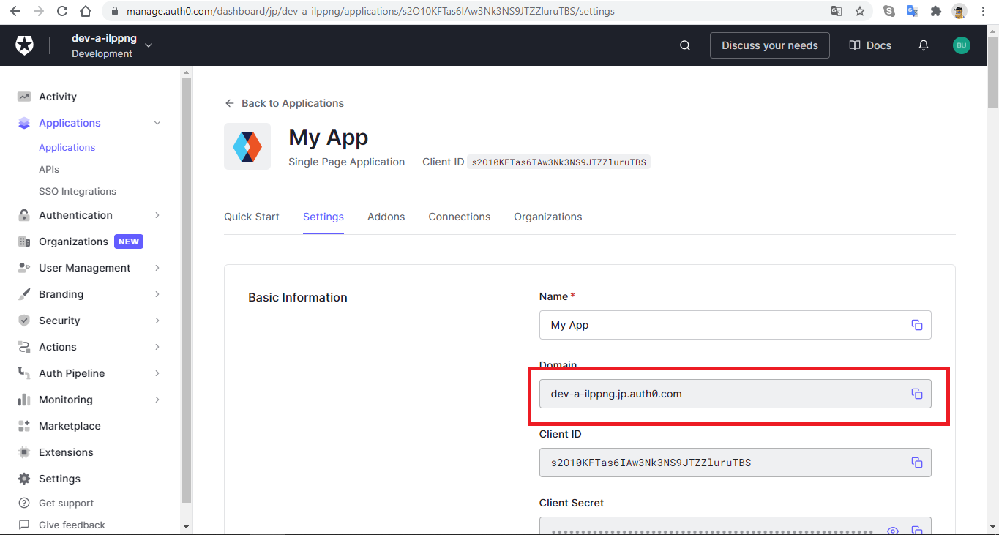 manage.auth0.com/dashboard/jp/dev-a-ilppng/applications/s2O10KFTas6IAw3Nk3NS9JTZZluruTBS/settings
dev-a-ilppng
Development
Discuss your needs
Docs
BU
Activity
Applications
Applications
APIs
SSO Integrations
Authentication
Organizations NEW
User Management
Branding
Security
Actions
Auth Pipeline
Monitoring
Marketplace
Extensions
Settings
Get support
Give feedback
Back to Applications
My App
Single Page Application Client ID s2O10KFTas6IAw3Nk3NS9JTZZluruTBS
Quick Start Settings Addons Connections Organizations
Basic Information
Name *
My App
Domain
dev-a-ilppng.jp.auth0.com
Client ID
s2O10KFTas6IAw3Nk3NS9JTZZluruTBS
Client Secret